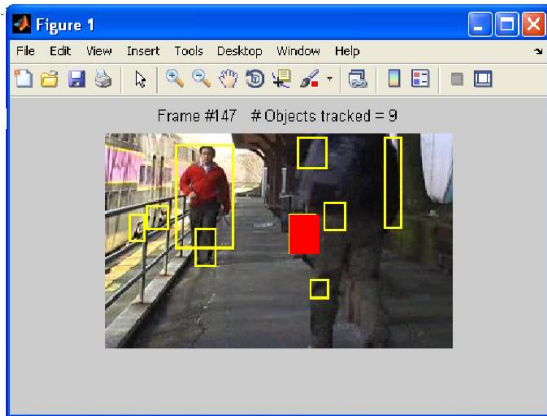 Figure 1
File Edit View Insert Tools Desktop Window Help
Frame #147 # Objects tracked = 9